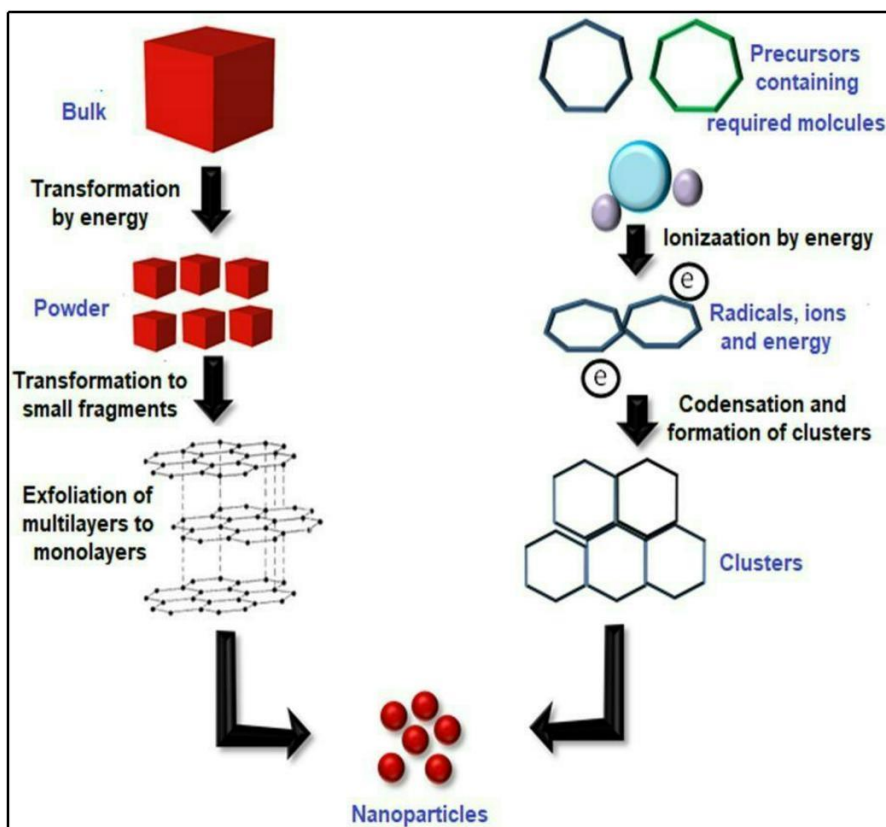 Bulk
Transformation
by energy
Powder
Transformation to
small fragments
Exfoliation of
multilayers to
monolayers
Precursors
containing
required molcules
Ionizaation by energy
e
Radicals, ions
and energy
e
Codensation and
formation of clusters
Clusters
Nanoparticles